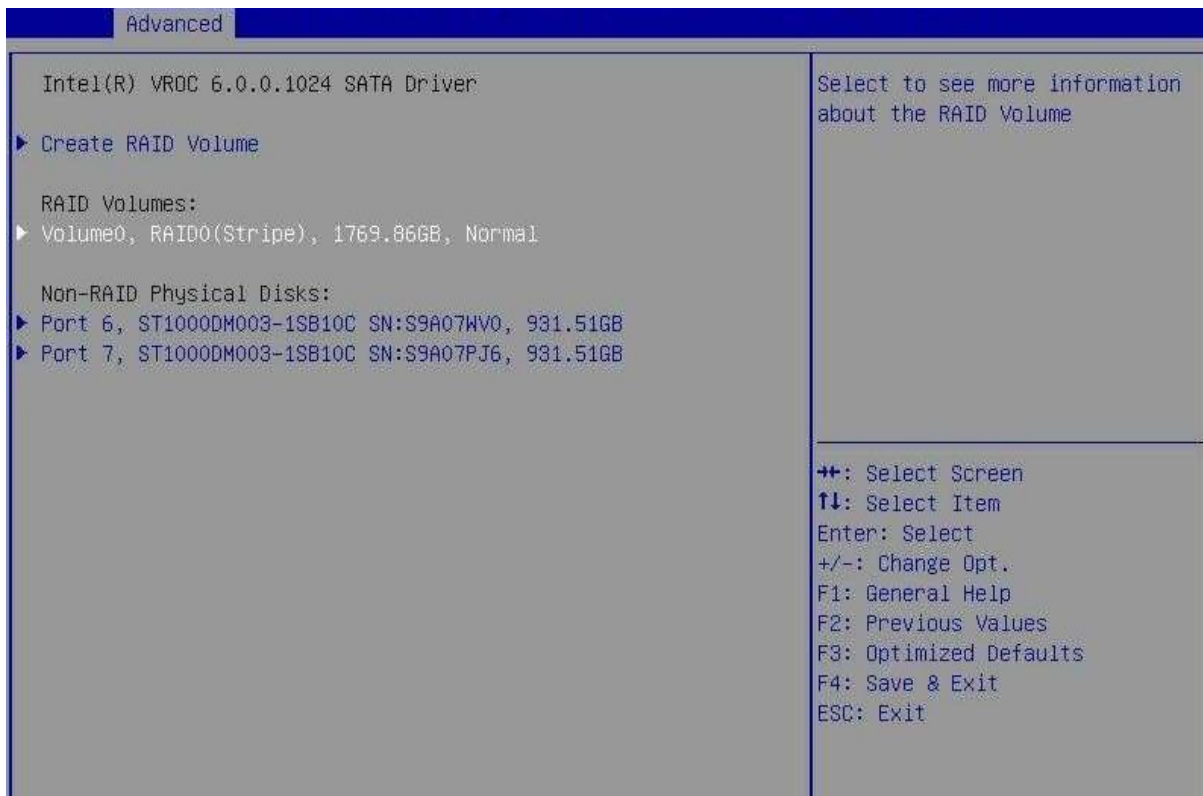 Advanced
Intel(R) VROC 6.0.0.1024 SATA Driver
Create RAID Volume
RAID Volumes:
Volume0, RAID0(Stripe), 1769.86GB, Normal
Non-RAID Physical Disks:
Port 6, ST1000DM003-1SB10C SN:S9A07WV0, 931.51GB
Port 7, ST1000DM003-1SB10C SN:S9A07PJ6, 931.51GB
Select to see more information
about the RAID Volume
→←: Select Screen
↑↓: Select Item
Enter: Select
+/-: Change Opt.
F1: General Help
F2: Previous Values
F3: Optimized Defaults
F4: Save & Exit
ESC: Exit